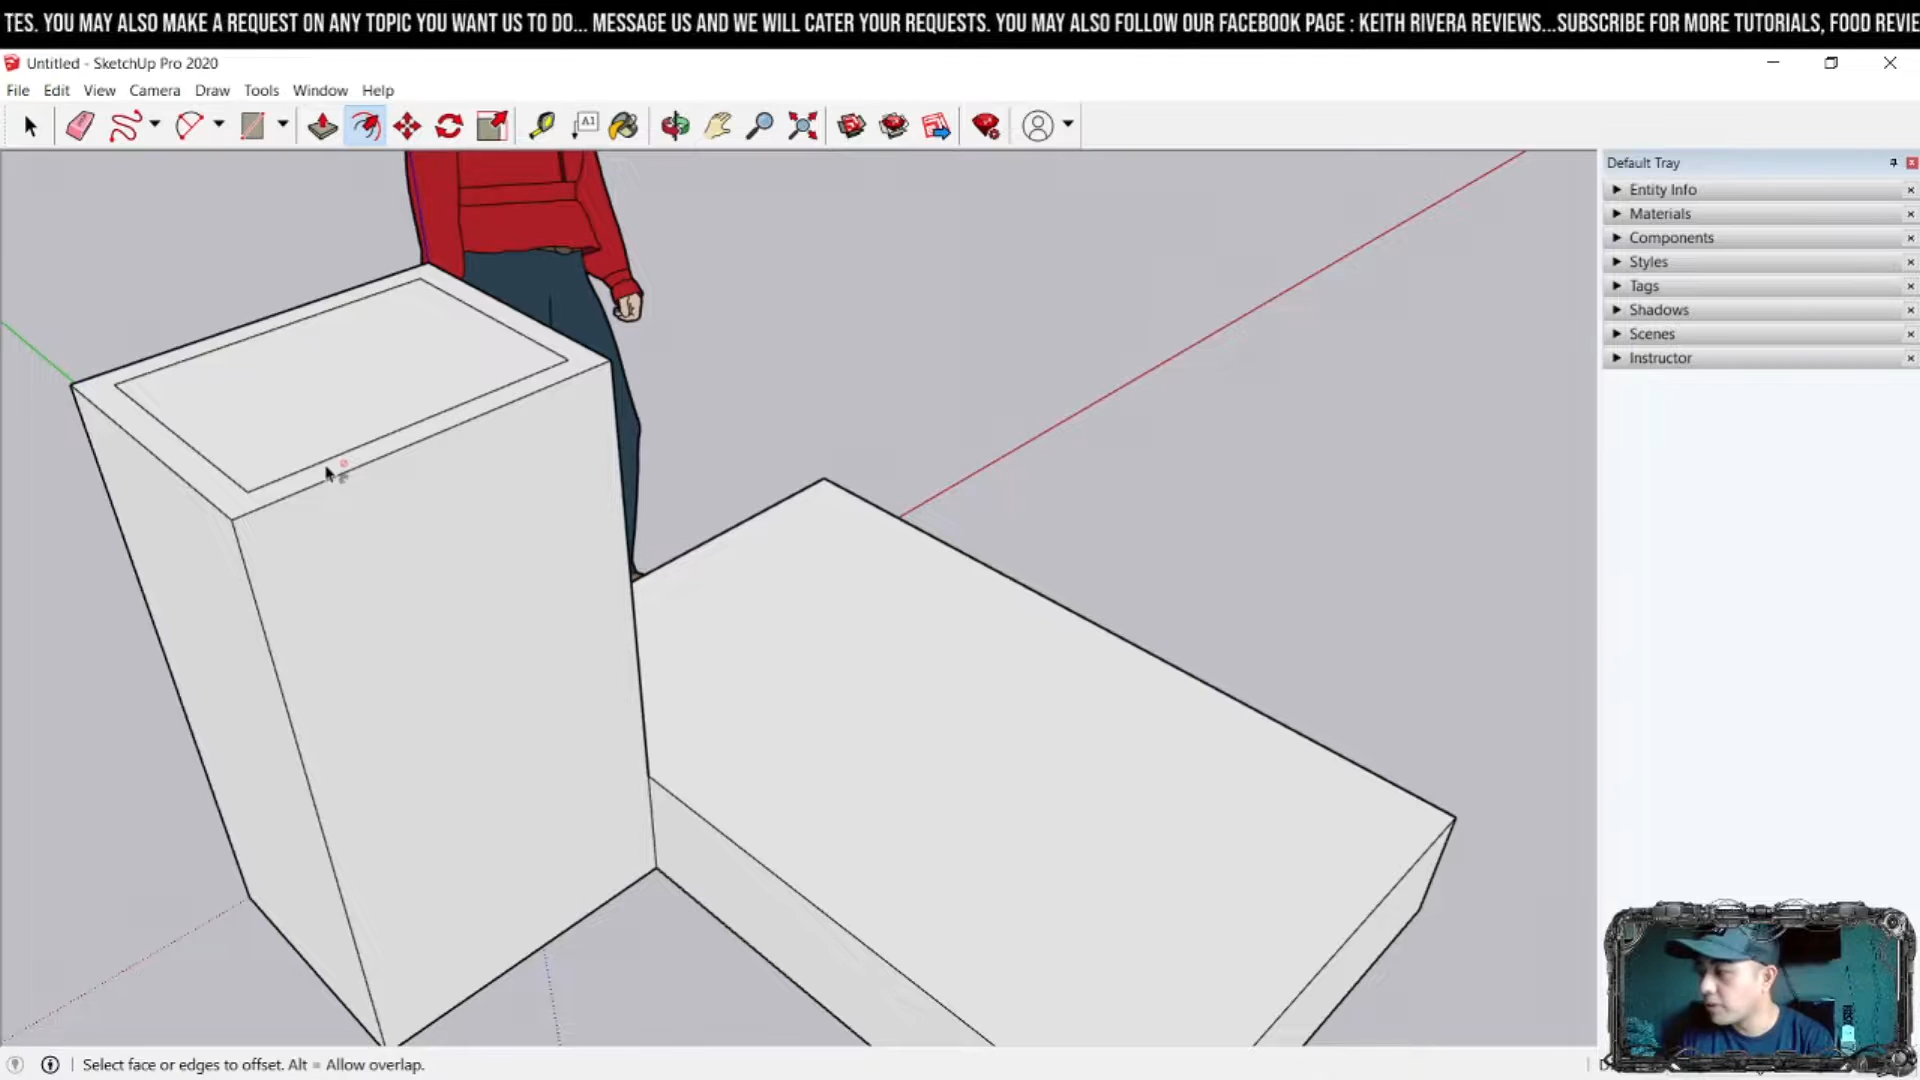 TES. YOU MAY ALSO MAKE A REQUEST ON ANY TOPIC YOU WANT US TO DO... MESSAGE US AND WE WILL CATER YOUR REQUESTS. YOU MAY ALSO FOLLOW OUR FACEBOOK PAGE : KEITH RIVERA REVIEWS...SUBSCRIBE FOR MORE TUTORIALS, FOOD REVIE
Untitled - SketchUp Pro 2020
File Edit View Camera Draw Tools Window Help
A1
Default Tray
Entity Info
Materials
Components
Styles
Tags
Shadows
Scenes
Instructor
Select face or edges to offset. Alt = Allow overlap.